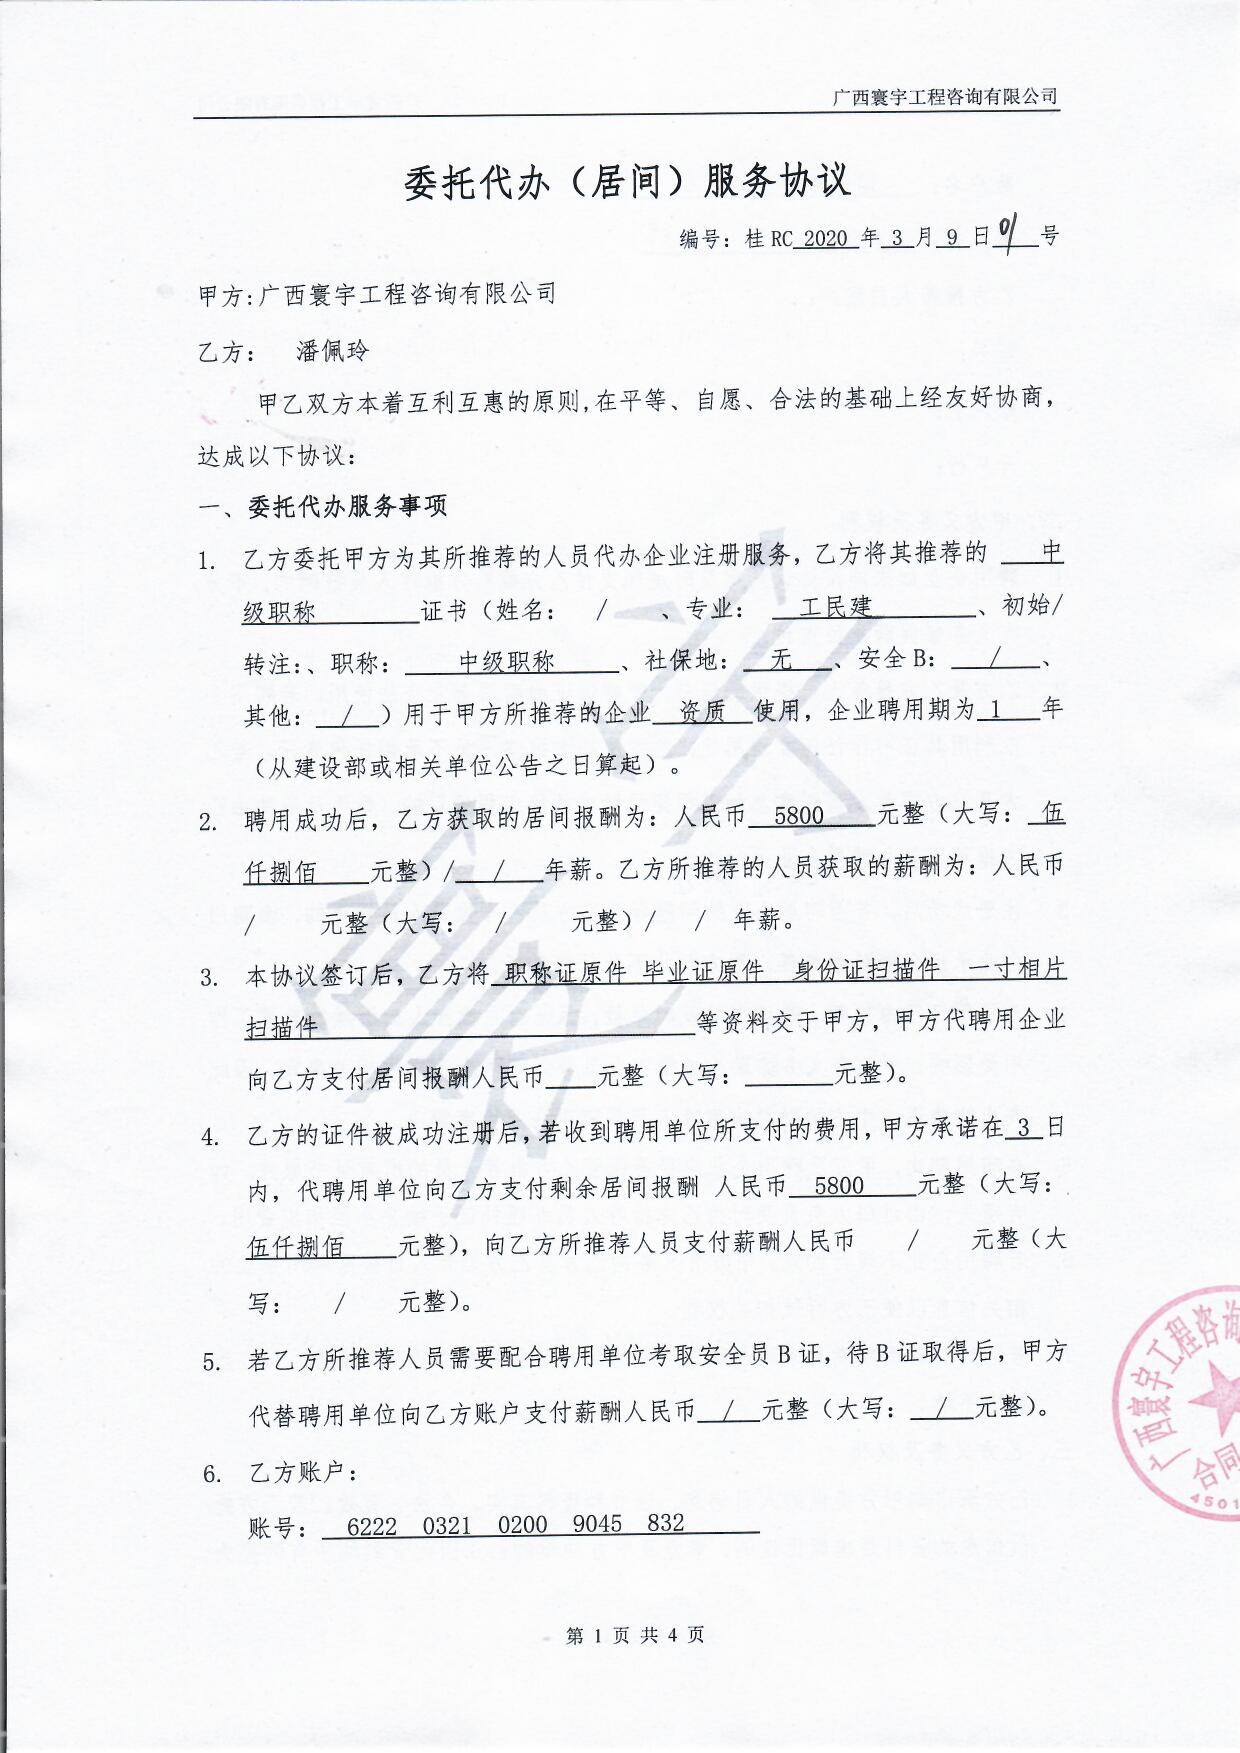 广西寰宇工程咨询有限公司
委托代办（居间）服务协议
编号：桂RC 2020 年 3 月 9 日 01 号
甲方:广西寰宇工程咨询有限公司
乙方： 潘佩玲
甲乙双方本着互利互惠的原则,在平等、自愿、合法的基础上经友好协商，
达成以下协议：
一、委托代办服务事项
1. 乙方委托甲方为其所推荐的人员代办企业注册服务，乙方将其推荐的 中
级职称 证书（姓名： / 、专业： 工民建 、初始/
转注:、职称： 中级职称 、社保地： 无 、安全B： / 、
其他: / ）用于甲方所推荐的企业 资质 使用，企业聘用期为 1 年
（从建设部或相关单位公告之日算起）。
2. 聘用成功后，乙方获取的居间报酬为：人民币 5800 元整（大写： 伍
仟捌佰 元整）/ / 年薪。乙方所推荐的人员获取的薪酬为：人民币
/ 元整（大写： / 元整）/ / 年薪。
3. 本协议签订后，乙方将 职称证原件 毕业证原件 身份证扫描件 一寸相片
扫描件 等资料交于甲方，甲方代聘用企业
向乙方支付居间报酬人民币 元整（大写： 元整）。
4. 乙方的证件被成功注册后，若收到聘用单位所支付的费用，甲方承诺在 3 日
内，代聘用单位向乙方支付剩余居间报酬 人民币 5800 元整（大写：
伍仟捌佰 元整），向乙方所推荐人员支付薪酬人民币 / 元整（大
写： / 元整）。
5. 若乙方所推荐人员需要配合聘用单位考取安全员B证，待B证取得后，甲方
代替聘用单位向乙方账户支付薪酬人民币 / 元整（大写： / 元整）。
6. 乙方账户：
账号： 6222 0321 0200 9045 832
广西寰宇工程咨询
合同
4501
寰宇
第 1 页 共 4 页